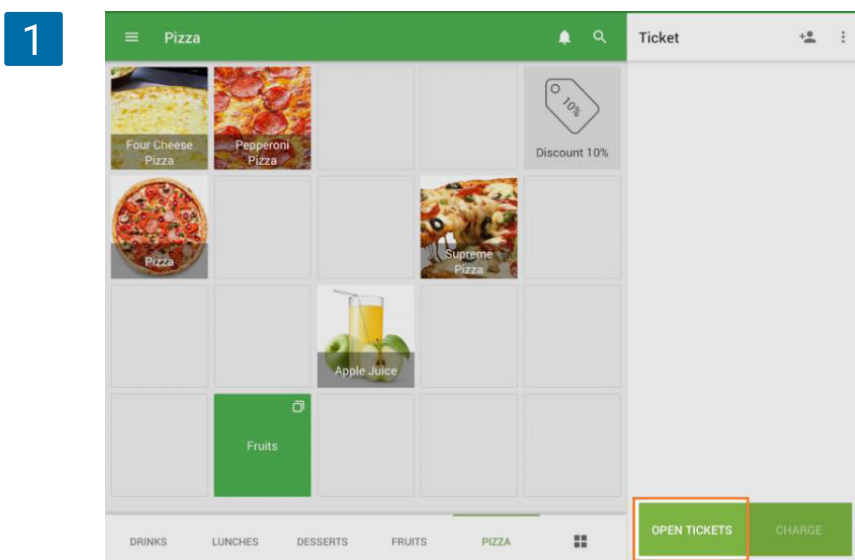 1
Pizza
Ticket
Four Cheese
Pizza
Pepperoni
Pizza
10%
Discount 10%
Pizza
Supreme
Pizza
Apple Juice
Fruits
OPEN TICKETS
CHARGE
DRINKS
LUNCHES
DESSERTS
FRUITS
PIZZA